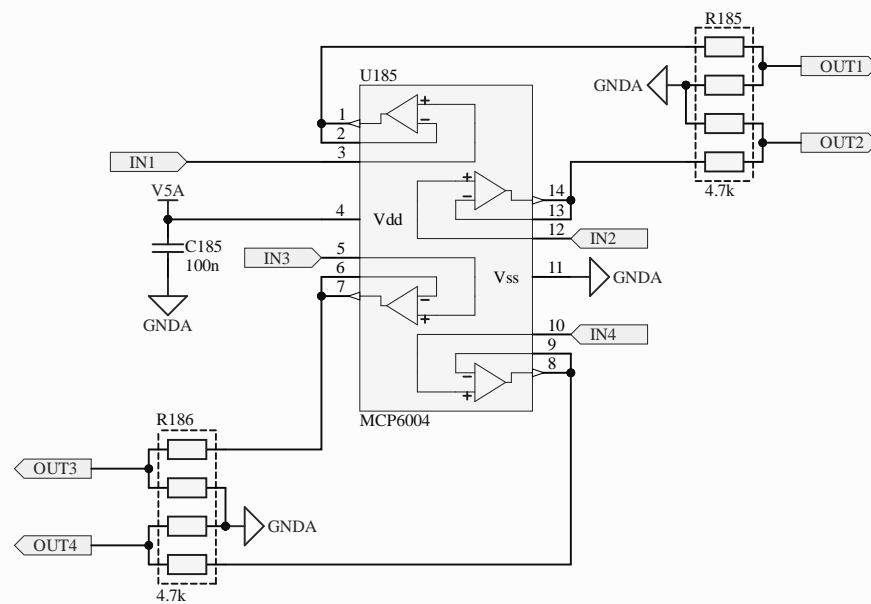 R185
OUT1
U185
GNDA
1
2
OUT2
IN1
3
4.7k
V5A
14
13
4
Vdd
12
IN2
C185
100n
IN3
5
6
Vss
11
GNDA
7
GNDA
10
IN4
9
8
MCP6004
R186
OUT3
GNDA
OUT4
4.7k